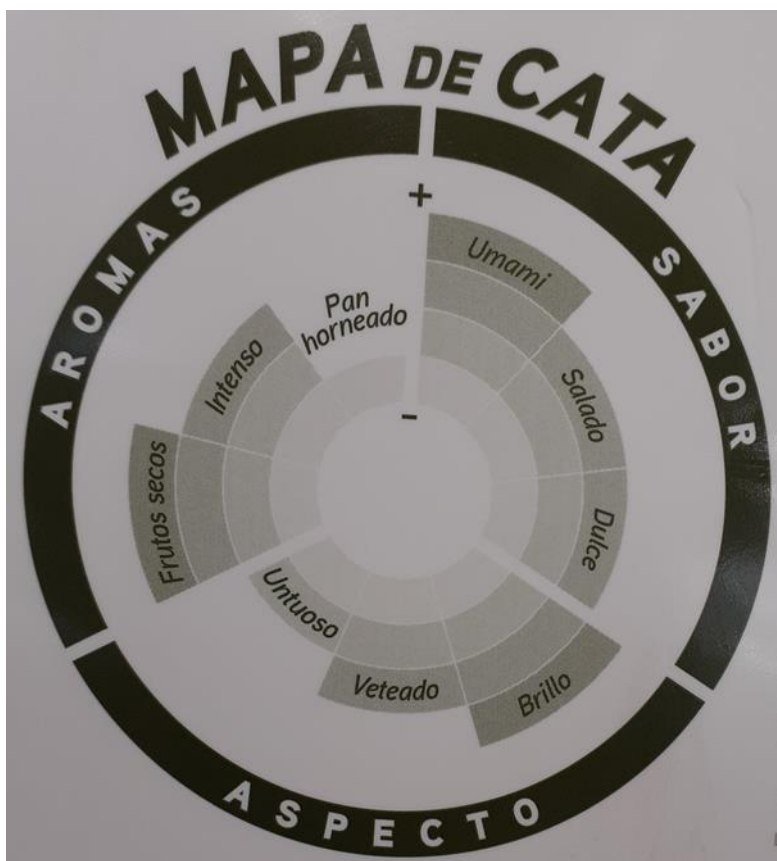 MAPA DE CATA
AROMAS
SABOR
ASPECTO
+
-
Umami
Salado
Dulce
Brillo
Veteado
Untuoso
Frutos secos
Intenso
Pan
horneado